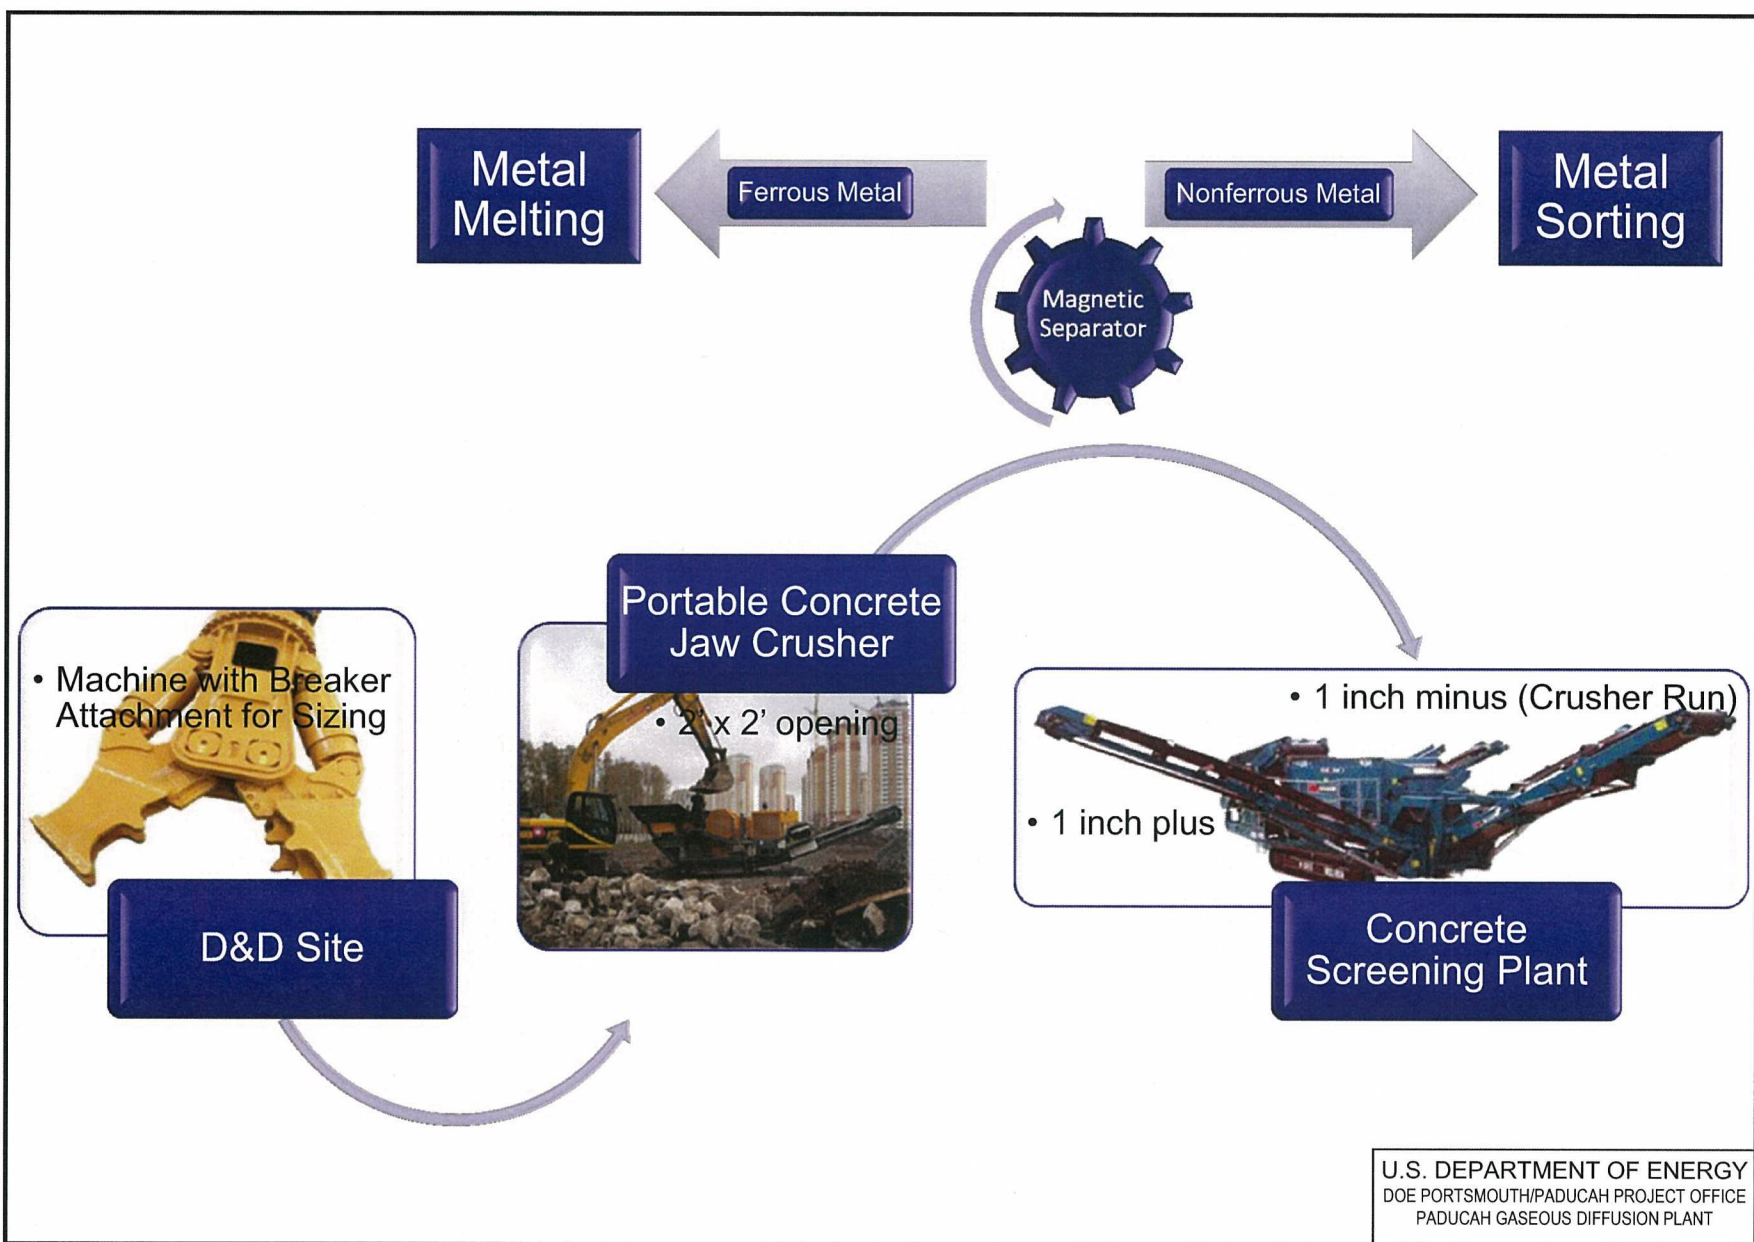 Metal
Melting
Ferrous Metal
Nonferrous Metal
Metal
Sorting
Magnetic
Separator
• Machine with Breaker
Attachment for Sizing
D&D Site
Portable Concrete
Jaw Crusher
• 2' x 2' opening
• 1 inch minus (Crusher Run)
• 1 inch plus
Concrete
Screening Plant
U.S. DEPARTMENT OF ENERGY
DOE PORTSMOUTH/PADUCAH PROJECT OFFICE
PADUCAH GASEOUS DIFFUSION PLANT